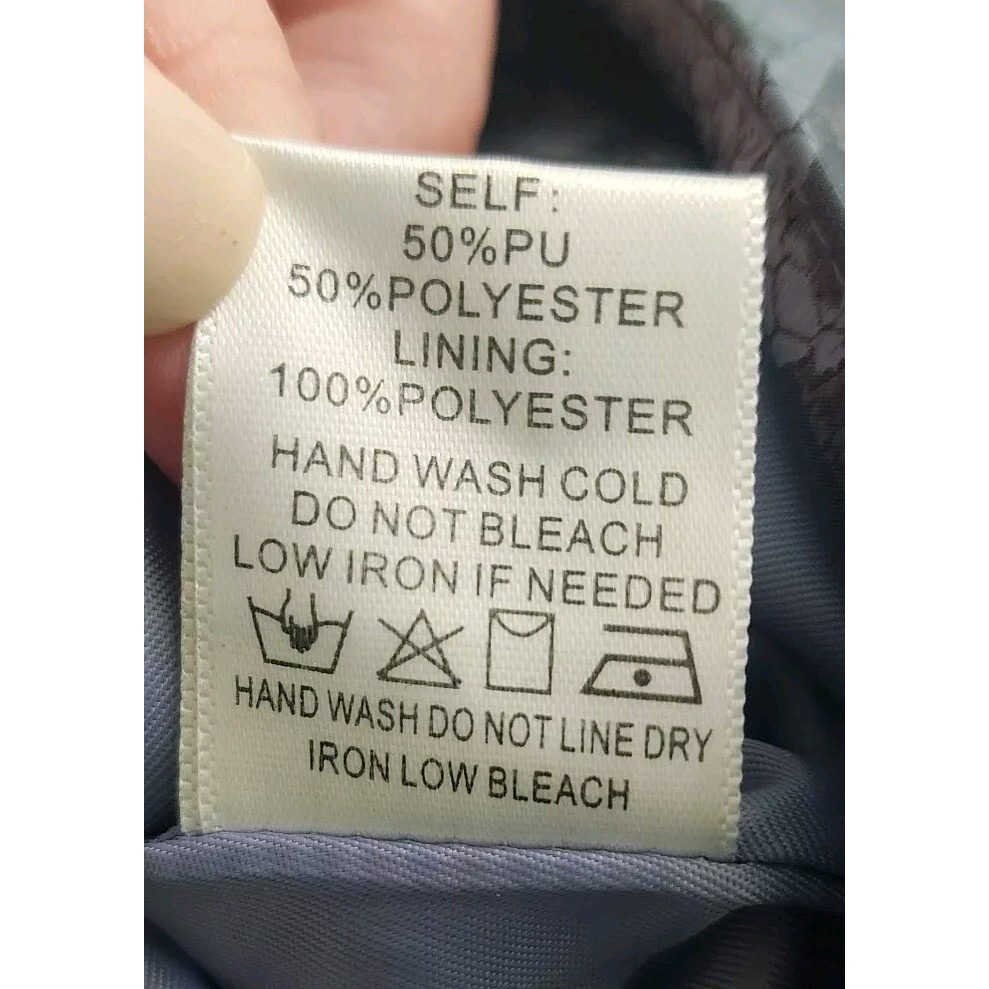 SELF:
50%PU
50%POLYESTER
LINING:
100%POLYESTER
HAND WASH COLD
DO NOT BLEACH
LOW IRON IF NEEDED
HAND WASH DO NOT LINE DRY
IRON LOW BLEACH